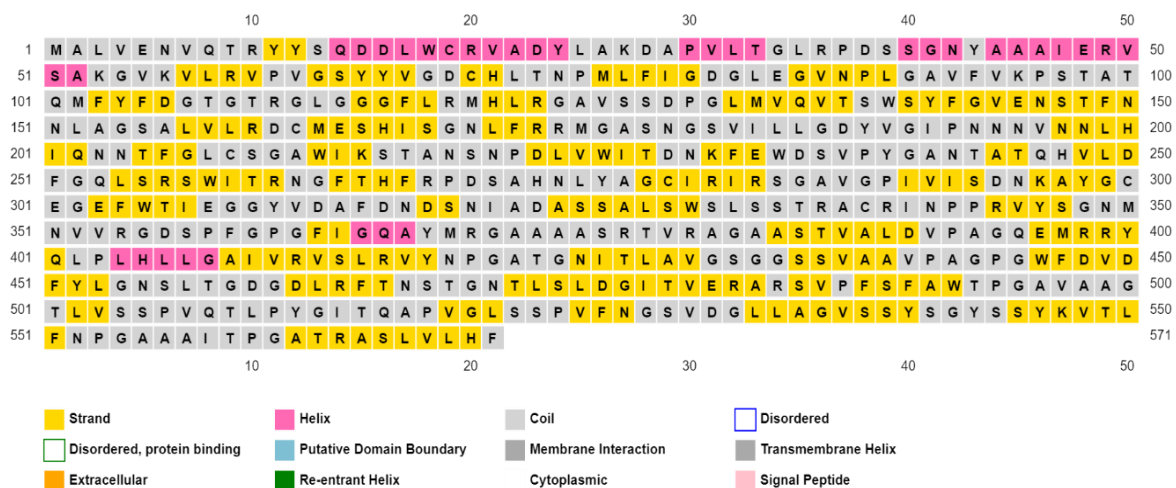 10 20 30 40 50
1 M A L V E N V Q T R Y Y S Q D D L W C R V A D Y L A K D A P V L T G L R P D S S G N Y A A A I E R V 50
51 S A K G V K V L R V P V G S Y Y V G D C H L T N P M L F I G D G L E G V N P L G A V F V K P S T A T 100
101 Q M F Y F D G T G T R G L G G G F L R M H L R G A V S S D P G L M V Q V T S W S Y F G V E N S T F N 150
151 N L A G S A L V L R D C M E S H I S G N L F R R M G A S N G S V I L L G D Y V G I P N N N V N N L H 200
201 I Q N N T F G L C S G A W I K S T A N S N P D L V W I T D N K F E W D S V P Y G A N T A T Q H V L D 250
251 F G Q L S R S W I T R N G F T H F R P D S A H N L Y A G C I R I R S G A V G P I V I S D N K A Y G C 300
301 E G E F W T I E G G Y V D A F D N D S N I A D A S S A L S W S L S S T R A C R I N P P R V Y S G N M 350
351 N V V R G D S P F G P G F I G Q A Y M R G A A A A S R T V R A G A A S T V A L D V P A G Q E M R R Y 400
401 Q L P L H L L G A I V R V S L R V Y N P G A T G N I T L A V G S G G S S V A A V P A G P G W F D V D 450
451 F Y L G N S L T G D G D L R F T N S T G N T L S L D G I T V E R A R S V P F S F A W T P G A V A A G 500
501 T L V S S P V Q T L P Y G I T Q A P V G L S S P V F N G S V D G L L A G V S S Y S G Y S S Y K V T L 550
551 F N P G A A A I T P G A T R A S L V L H F 571
10 20 30 40 50
Strand Helix Coil Disordered
Disordered, protein binding Putative Domain Boundary Membrane Interaction Transmembrane Helix
Extracellular Re-entrant Helix Cytoplasmic Signal Peptide